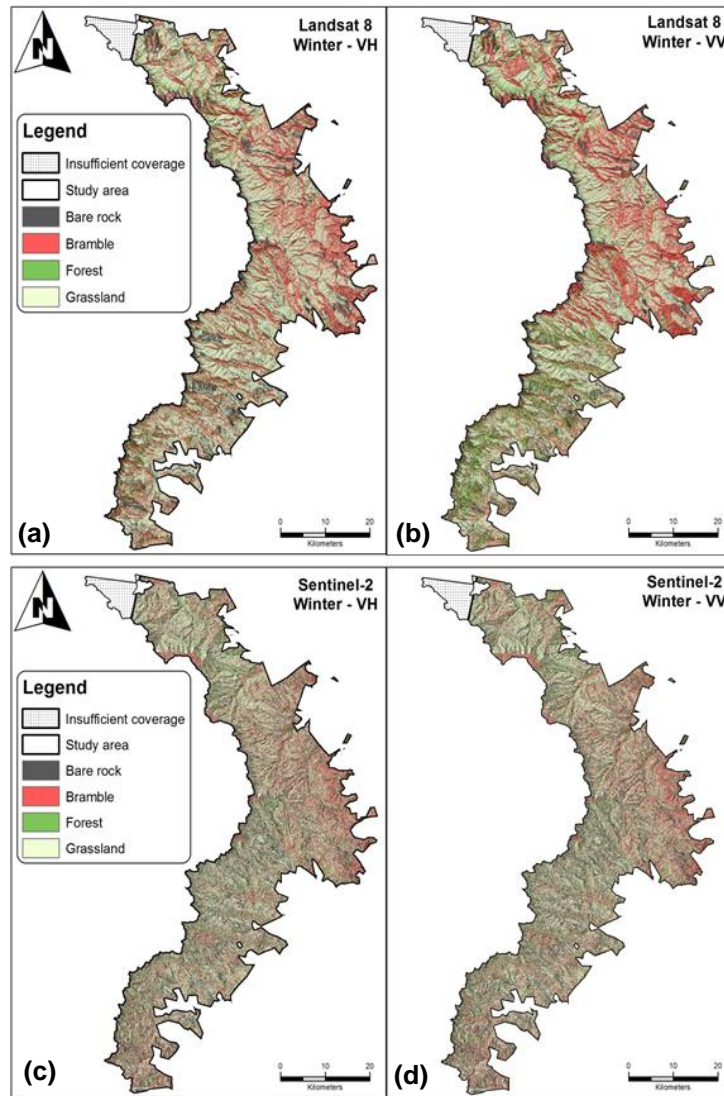 Landsat 8
Winter - VH
N
Legend
Insufficient coverage
Study area
Bare rock
Bramble
Forest
Grassland
0 10 20
Kilometers
(a)
Landsat 8
Winter - VV
0 10 20
Kilometers
(b)
Sentinel-2
Winter - VH
N
Legend
Insufficient coverage
Study area
Bare rock
Bramble
Forest
Grassland
0 10 20
Kilometers
(c)
Sentinel-2
Winter - VV
0 10 20
Kilometers
(d)